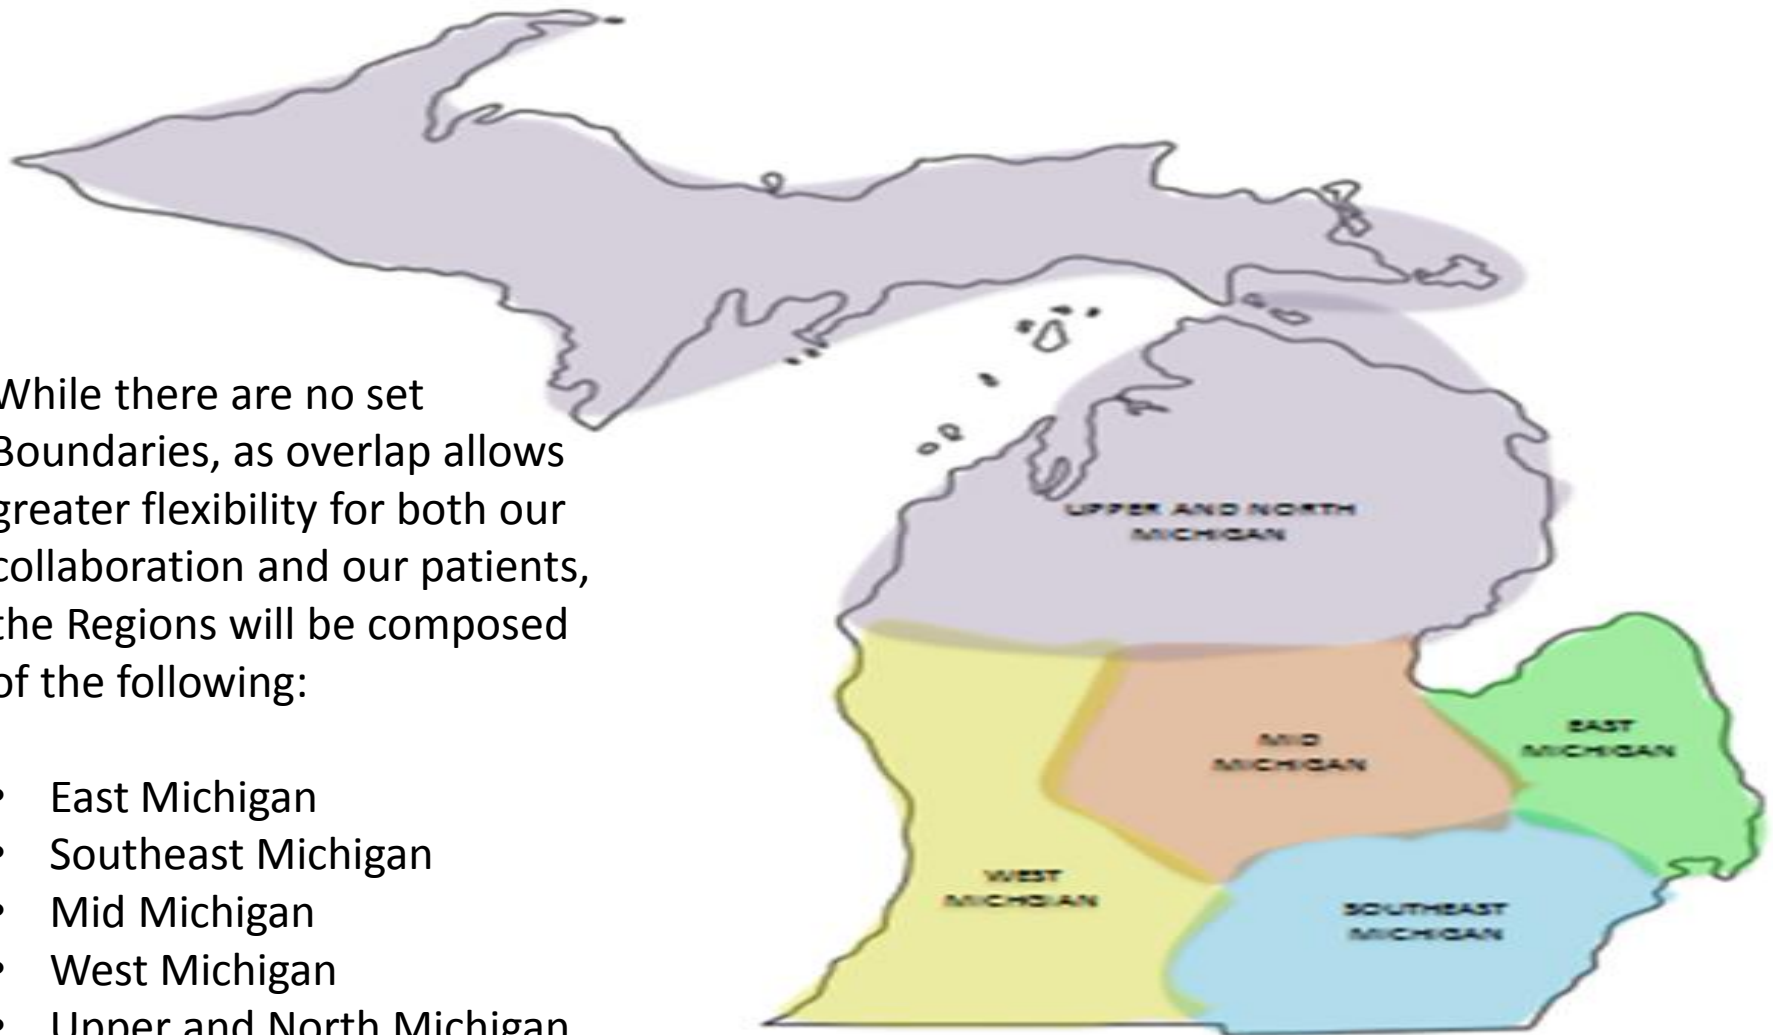 While there are no set
Boundaries, as overlap allows
greater flexibility for both our
collaboration and our patients,
the Regions will be composed
of the following:
• East Michigan
• Southeast Michigan
• Mid Michigan
• West Michigan
• Upper and North Michigan
UPPER AND NORTH
MICHIGAN
MID
MICHIGAN
EAST
MICHIGAN
WEST
MICHGIAN
SOUTHEAST
MICHIGAN